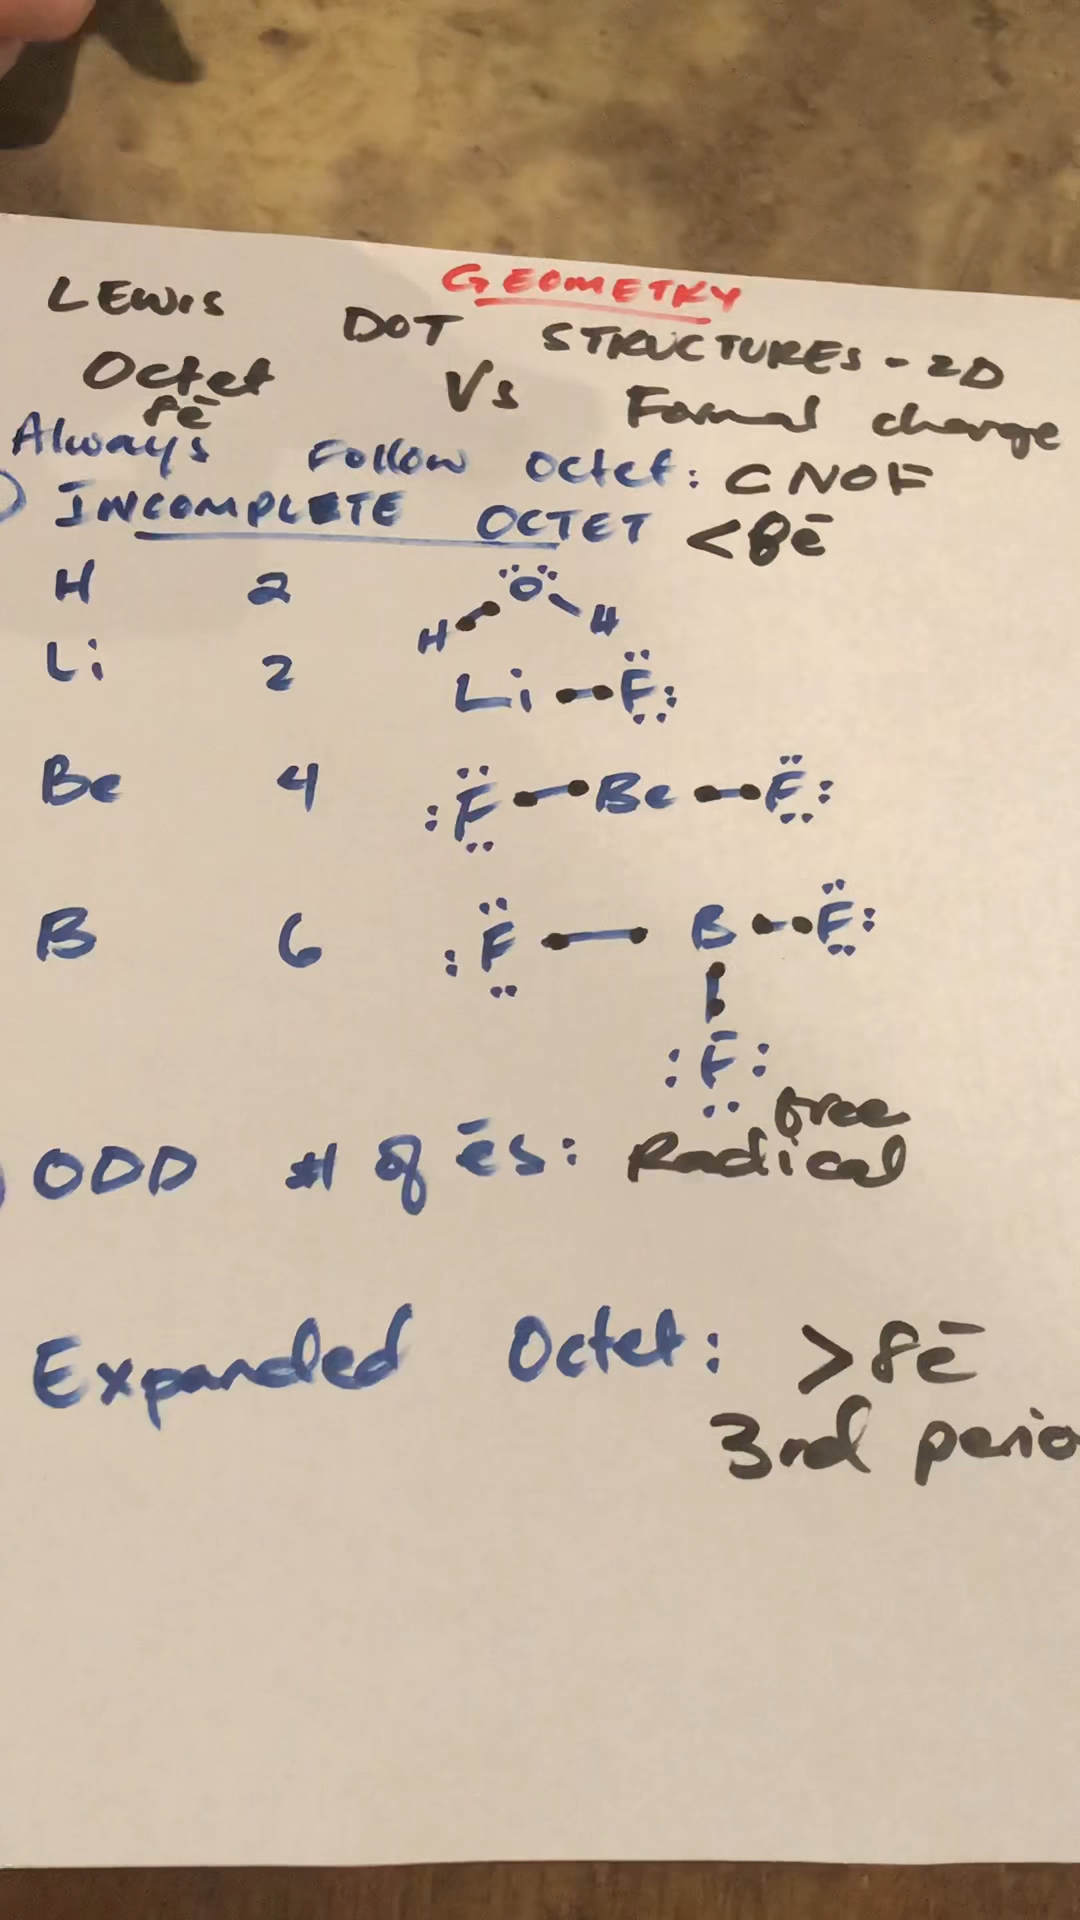 GEOMETRY
LEWIS DOT STRUCTURES - 2D
Octet Vs Formal charge
8ē
Always Follow Octet: CNOF
INCOMPLETE OCTET <8ē
H 2 H-Ö-H
Li 2 Li-F
Be 4 F-Be-F
B 6 F-B-F
F
free
ODD # of ēs: Radical
Expanded Octet: >8ē
3rd perio